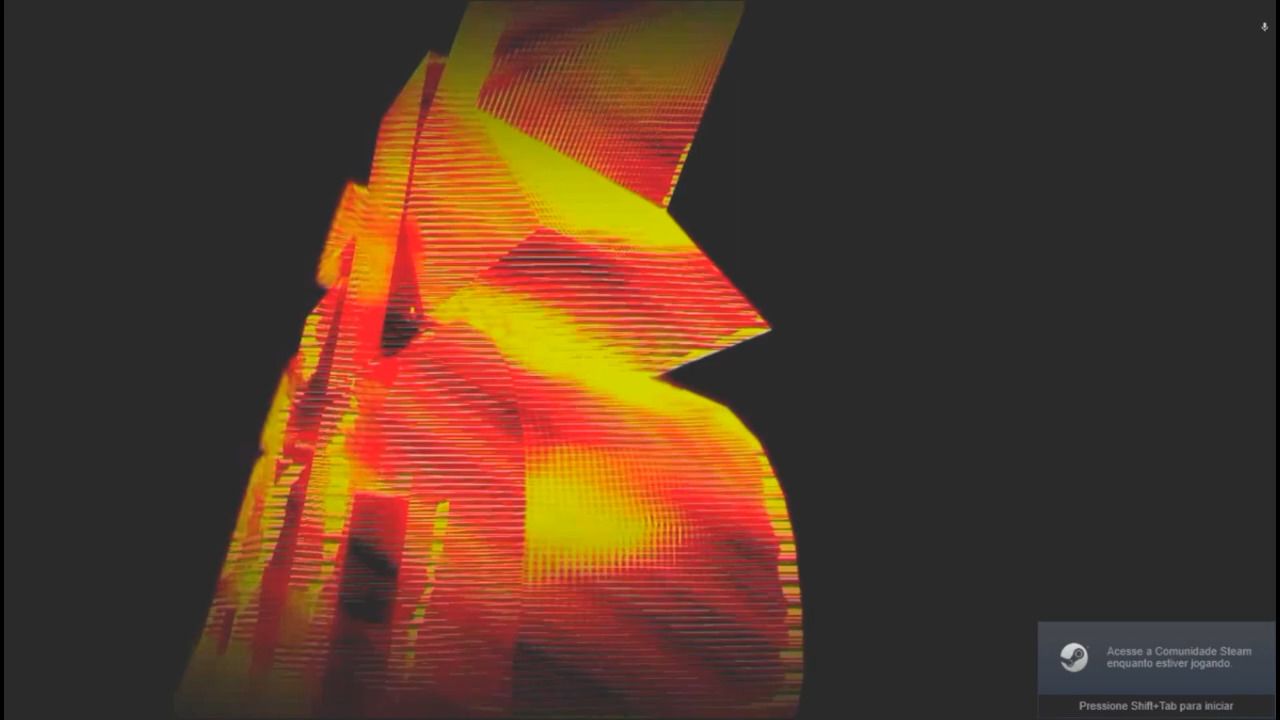 Acesse a Comunidade Steam
enquanto estiver jogando.
Pressione Shift+Tab para iniciar